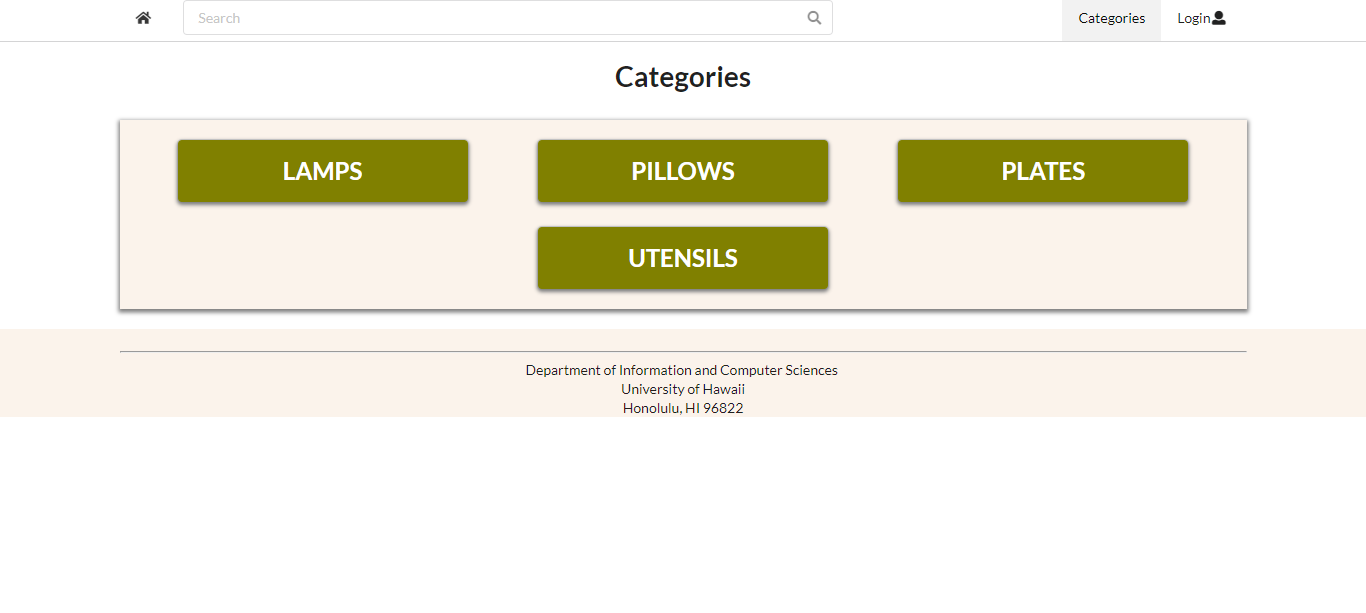 Search
Categories
Login
Categories
LAMPS
PILLOWS
PLATES
UTENSILS
Department of Information and Computer Sciences
University of Hawaii
Honolulu, HI 96822